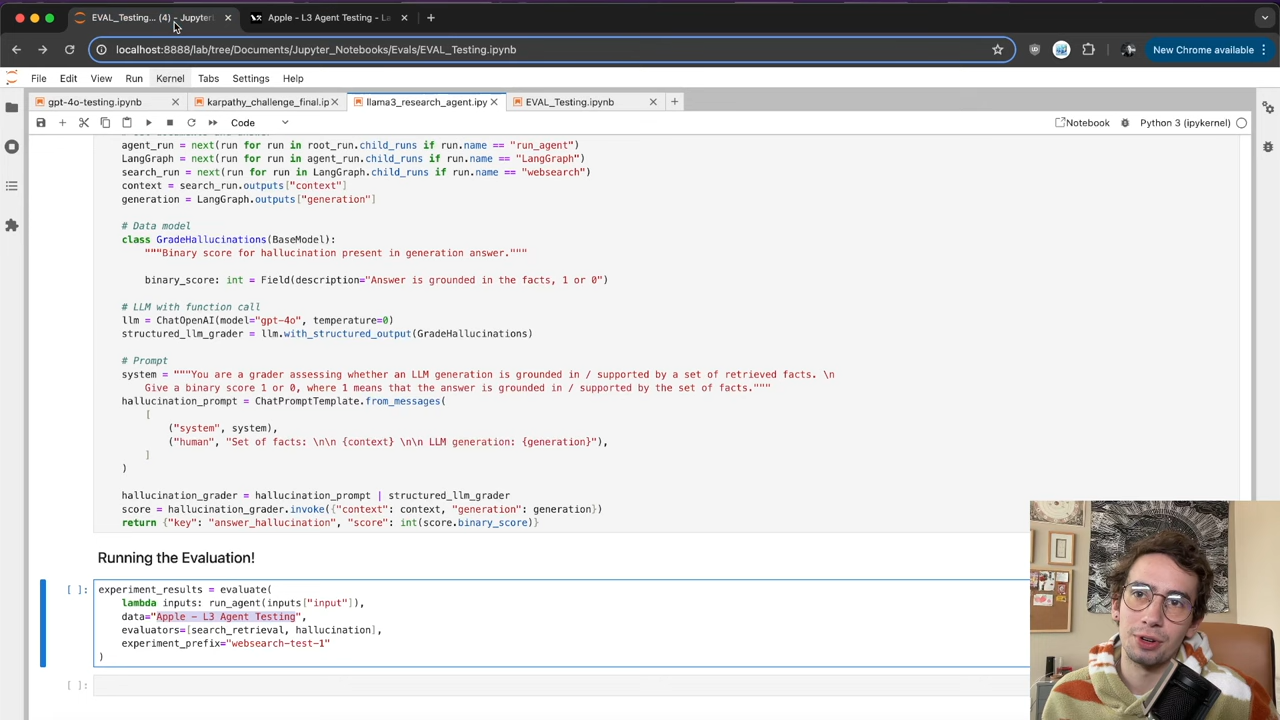 EVAL_Testing... (4) - JupyterL
Apple - L3 Agent Testing - La
localhost:8888/lab/tree/Documents/Jupyter_Notebooks/Evals/EVAL_Testing.ipynb
New Chrome available
File Edit View Run Kernel Tabs Settings Help
gpt-4o-testing.ipynb
karpathy_challenge_final.ip
llama3_research_agent.ipy
EVAL_Testing.ipynb
Code
Notebook
Python 3 (ipykernel)
agent_run = next(run for run in root_run.child_runs if run.name == "run_agent")
LangGraph = next(run for run in agent_run.child_runs if run.name == "LangGraph")
search_run = next(run for run in LangGraph.child_runs if run.name == "websearch")
context = search_run.outputs["context"]
generation = LangGraph.outputs["generation"]
# Data model
class GradeHallucinations(BaseModel):
"""Binary score for hallucination present in generation answer."""
binary_score: int = Field(description="Answer is grounded in the facts, 1 or 0")
# LLM with function call
llm = ChatOpenAI(model="gpt-4o", temperature=0)
structured_llm_grader = llm.with_structured_output(GradeHallucinations)
# Prompt
system = """You are a grader assessing whether an LLM generation is grounded in / supported by a set of retrieved facts. \n
Give a binary score 1 or 0, where 1 means that the answer is grounded in / supported by the set of facts."""
hallucination_prompt = ChatPromptTemplate.from_messages(
[
("system", system),
("human", "Set of facts: \n\n {context} \n\n LLM generation: {generation}"),
]
)
hallucination_grader = hallucination_prompt | structured_llm_grader
score = hallucination_grader.invoke({"context": context, "generation": generation})
return {"key": "answer_hallucination", "score": int(score.binary_score)}
Running the Evaluation!
[ ]:
experiment_results = evaluate(
lambda inputs: run_agent(inputs["input"]),
data="Apple - L3 Agent Testing",
evaluators=[search_retrieval, hallucination],
experiment_prefix="websearch-test-1"
)
[ ]: